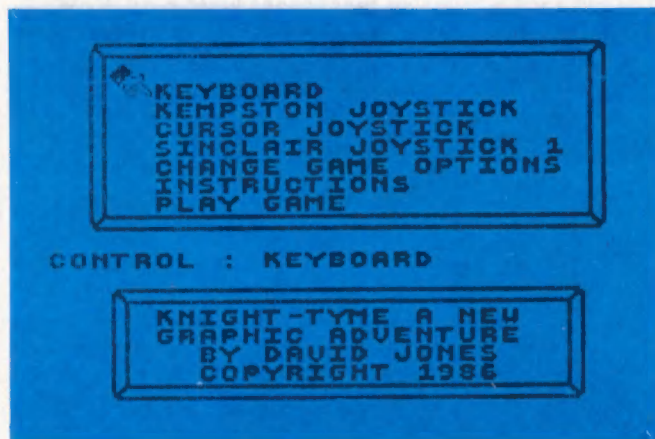 KEYBOARD
KEMPSTON JOYSTICK
CURSOR JOYSTICK
SINCLAIR JOYSTICK 1
CHANGE GAME OPTIONS
INSTRUCTIONS
PLAY GAME
CONTROL : KEYBOARD
KNIGHT-TYME A NEW
GRAPHIC ADVENTURE
BY DAVID JONES
COPYRIGHT 1986